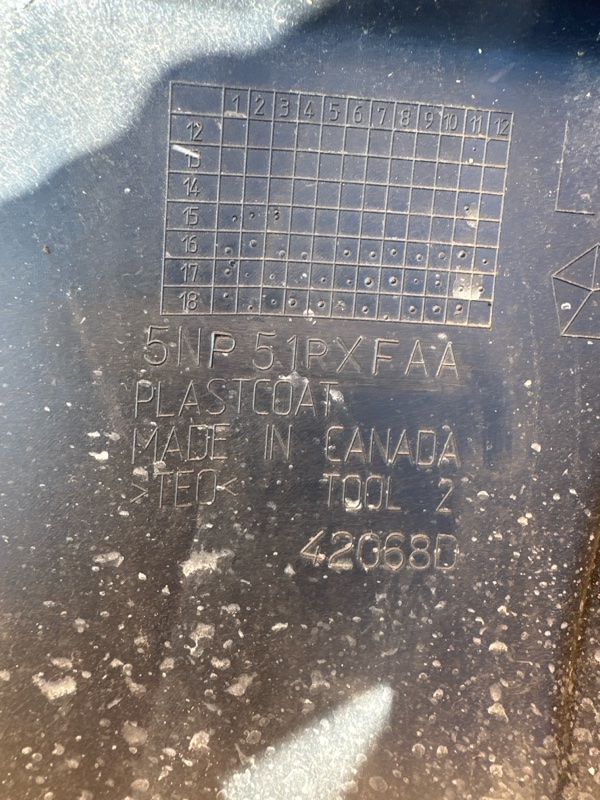 1 2 3 4 5 6 7 8 9 10 11 12
12
13
14
15
16
17
18
5NP51PXFAA
PLASTCOAT
MADE IN CANADA
>TEO< TOOL 2
42068D